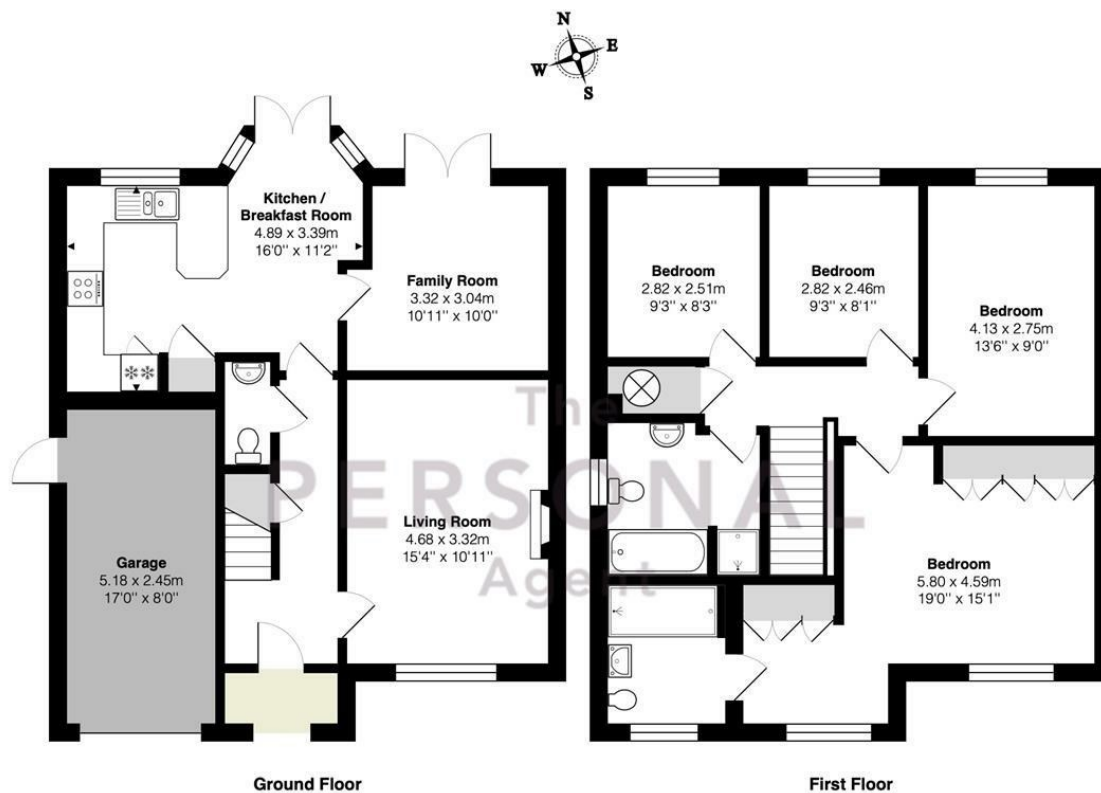 N
E
W
S
Kitchen /
Breakfast Room
4.89 x 3.39m
16'0" x 11'2"
Family Room
3.32 x 3.04m
10'11" x 10'0"
Living Room
4.68 x 3.32m
15'4" x 10'11"
Garage
5.18 x 2.45m
17'0" x 8'0"
Ground Floor
Bedroom
2.82 x 2.51m
9'3" x 8'3"
Bedroom
2.82 x 2.46m
9'3" x 8'1"
Bedroom
4.13 x 2.75m
13'6" x 9'0"
Bedroom
5.80 x 4.59m
19'0" x 15'1"
First Floor
The
PERSONAL
Agent